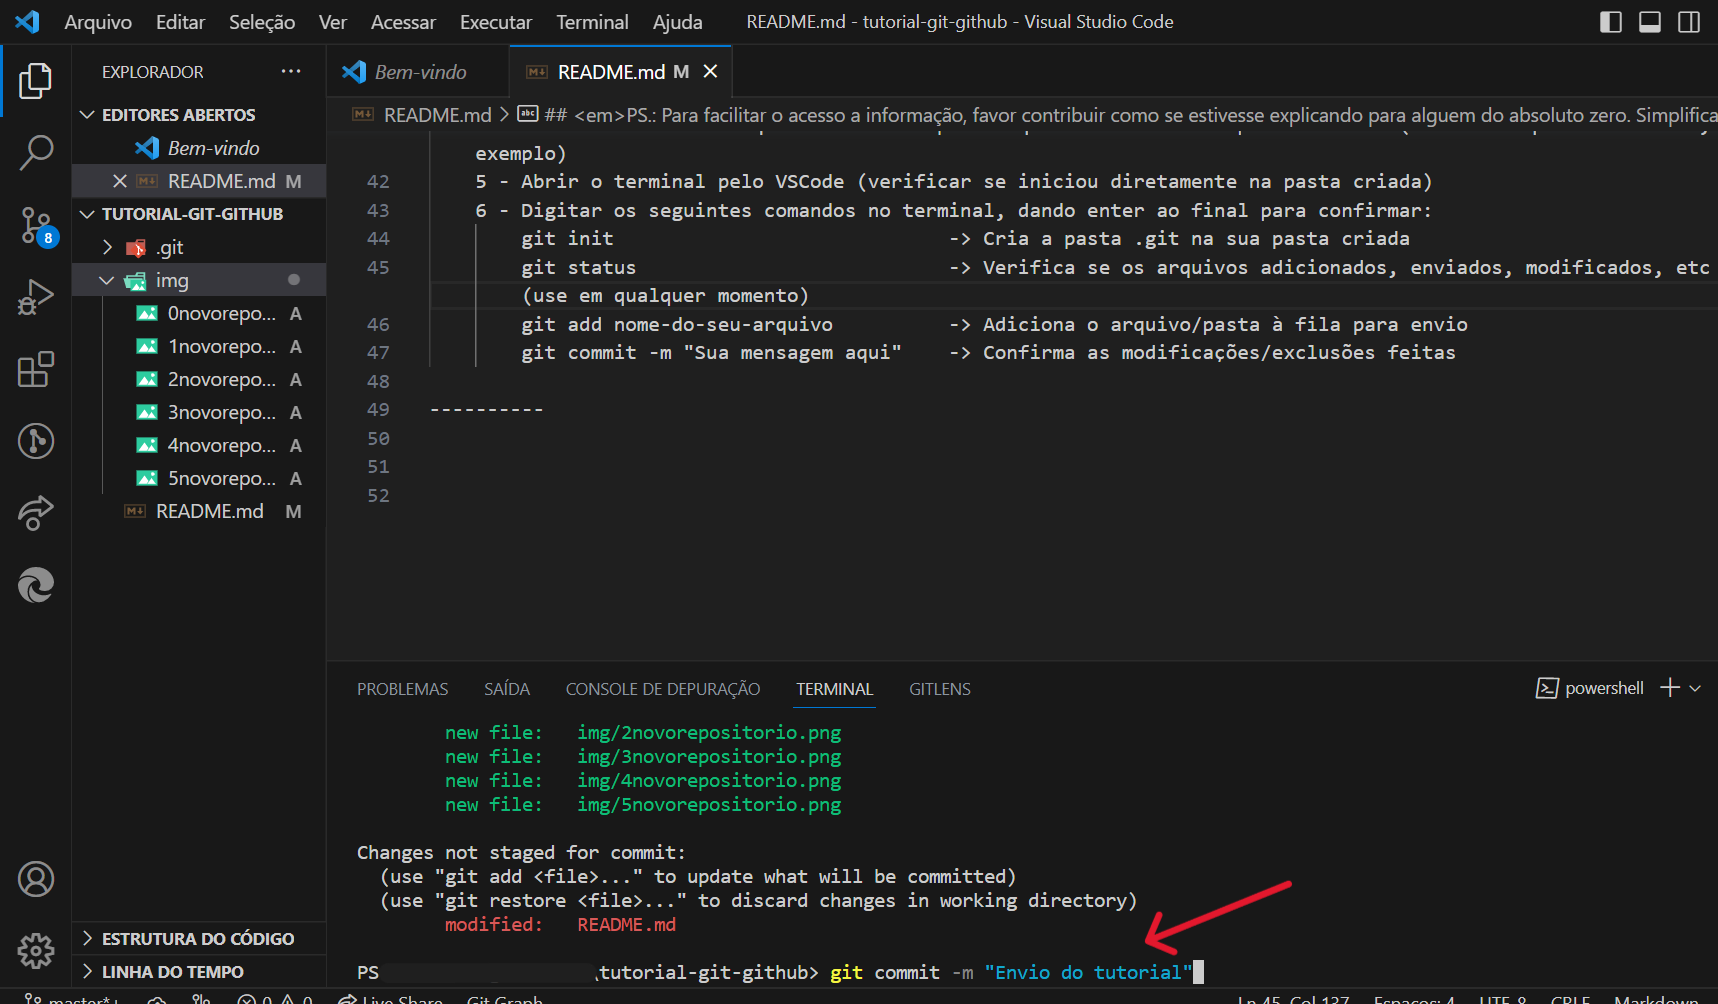 Arquivo Editar Seleção Ver Acessar Executar Terminal Ajuda README.md - tutorial-git-github - Visual Studio Code
EXPLORADOR ···
Bem-vindo
README.md M
README.md > ## <em>PS.: Para facilitar o acesso a informação, favor contribuir como se estivesse explicando para alguem do absoluto zero. Simplifica
EDITORES ABERTOS
Bem-vindo
README.md M
TUTORIAL-GIT-GITHUB
.git
img
0novorepo... A
1novorepo... A
2novorepo... A
3novorepo... A
4novorepo... A
5novorepo... A
README.md M
8
ESTRUTURA DO CÓDIGO
LINHA DO TEMPO
exemplo)
42 5 - Abrir o terminal pelo VSCode (verificar se iniciou diretamente na pasta criada)
43 6 - Digitar os seguintes comandos no terminal, dando enter ao final para confirmar:
44 git init -> Cria a pasta .git na sua pasta criada
45 git status -> Verifica se os arquivos adicionados, enviados, modificados, etc
(use em qualquer momento)
46 git add nome-do-seu-arquivo -> Adiciona o arquivo/pasta à fila para envio
47 git commit -m "Sua mensagem aqui" -> Confirma as modificações/exclusões feitas
48
49 ----------
50
51
52
PROBLEMAS SAÍDA CONSOLE DE DEPURAÇÃO TERMINAL GITLENS powershell
new file: img/2novorepositorio.png
new file: img/3novorepositorio.png
new file: img/4novorepositorio.png
new file: img/5novorepositorio.png
Changes not staged for commit:
(use "git add <file>..." to update what will be committed)
(use "git restore <file>..." to discard changes in working directory)
modified: README.md
PS \tutorial-git-github> git commit -m "Envio do tutorial"
master*+ 0 0 Live Share Git Graph Ln 45, Col 137 Espaços: 4 UTF-8 CRLF Markdown